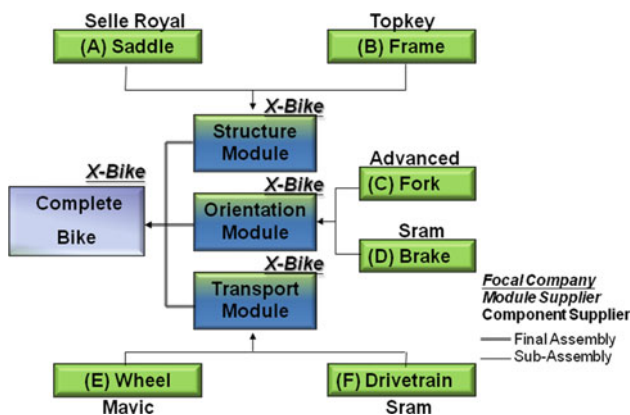 Selle Royal
(A) Saddle
Topkey
(B) Frame
X-Bike
Structure
Module
X-Bike
Complete
Bike
X-Bike
Orientation
Module
Advanced
(C) Fork
Sram
(D) Brake
X-Bike
Transport
Module
Focal Company
Module Supplier
Component Supplier
Final Assembly
Sub-Assembly
(E) Wheel
Mavic
(F) Drivetrain
Sram